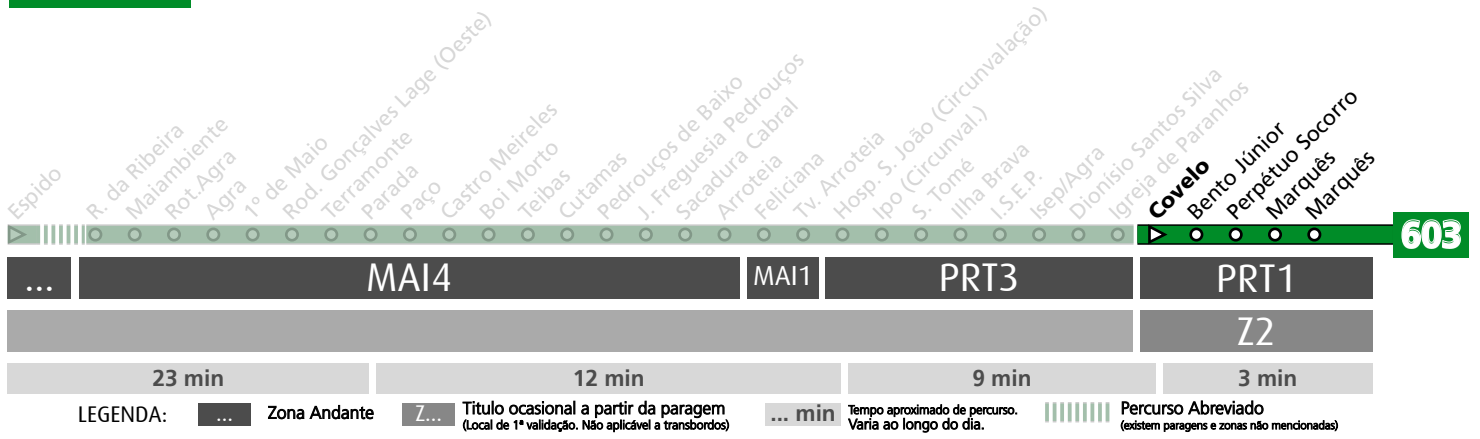 Espido
R. da Ribeira
Maiambiente
Rot.Agra
Agra
1º de Maio
Rod. Gonçalves Lage (Oeste)
Terramonte
Parada
Paço
Castro Meireles
Boi Morto
Teibas
Cutamas
Pedrouços de Baixo
J. Freguesia Pedrouços
Sacadura Cabral
Arroteia
Feliciana
Tv. Arroteia
Hosp. S. João (Circunvalação)
Ipo (Circunval.)
S. Tomé
Ilha Brava
I.S.E.P.
Isep/Agra
Dionísio Santos Silva
Igreja de Paranhos
Covelo
Bento Júnior
Perpétuo Socorro
Marquês
Marquês
603
... MAI4 MAI1 PRT3 PRT1
Z2
23 min 12 min 9 min 3 min
LEGENDA: ... Zona Andante Z... Titulo ocasional a partir da paragem
(Local de 1ª validação. Não aplicável a transbordos)
... min Tempo aproximado de percurso.
Varia ao longo do dia.
Percurso Abreviado
(existem paragens e zonas não mencionadas)